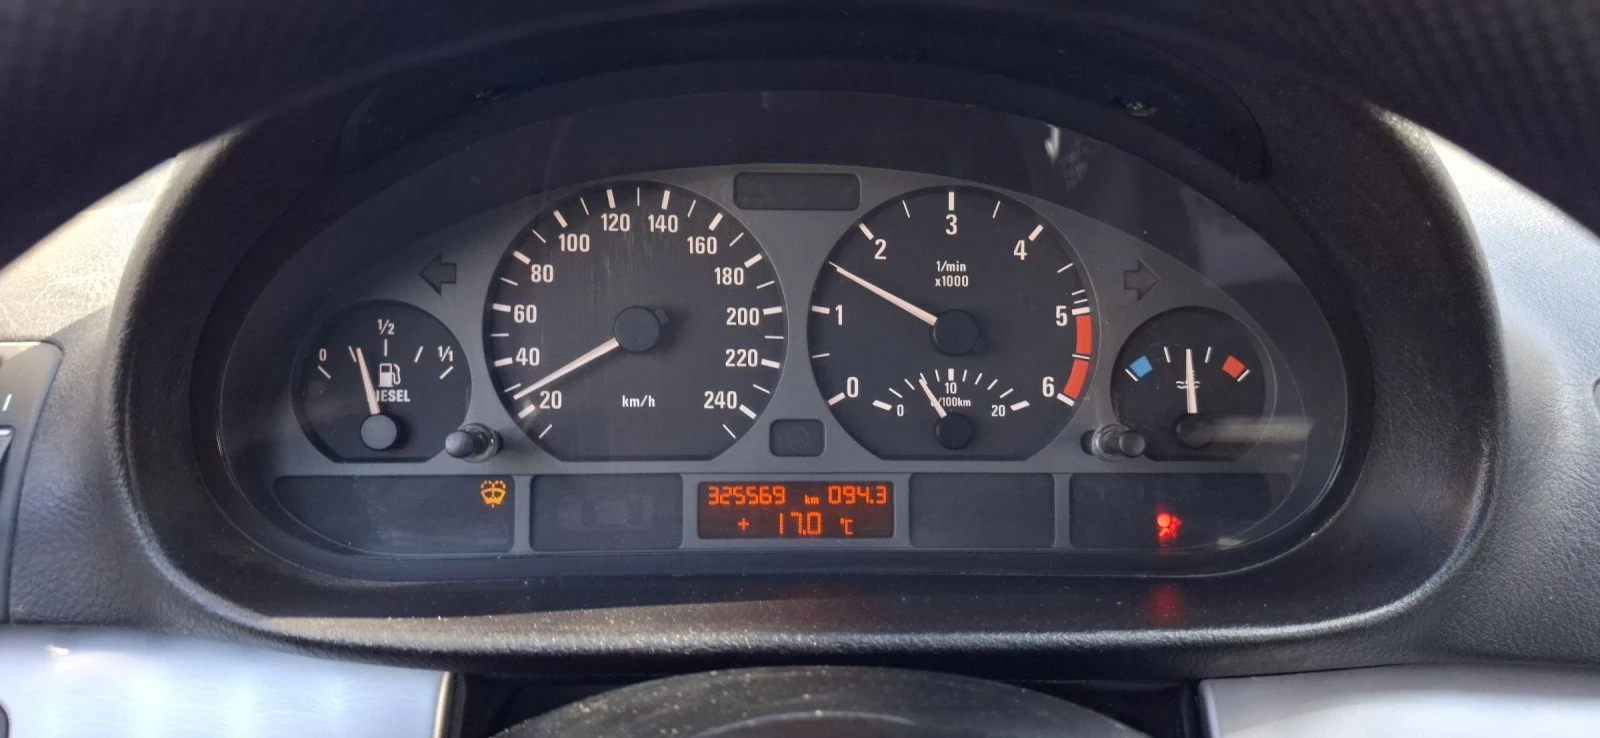 0 1/2 1/1
DIESEL
20 40 60 80 100 120 140 160 180 200 220 240
km/h
0 1 2 3 4 5 6
1/min
x1000
0 10 20
/100km
325569 km 094.3
+ 17.0 °C